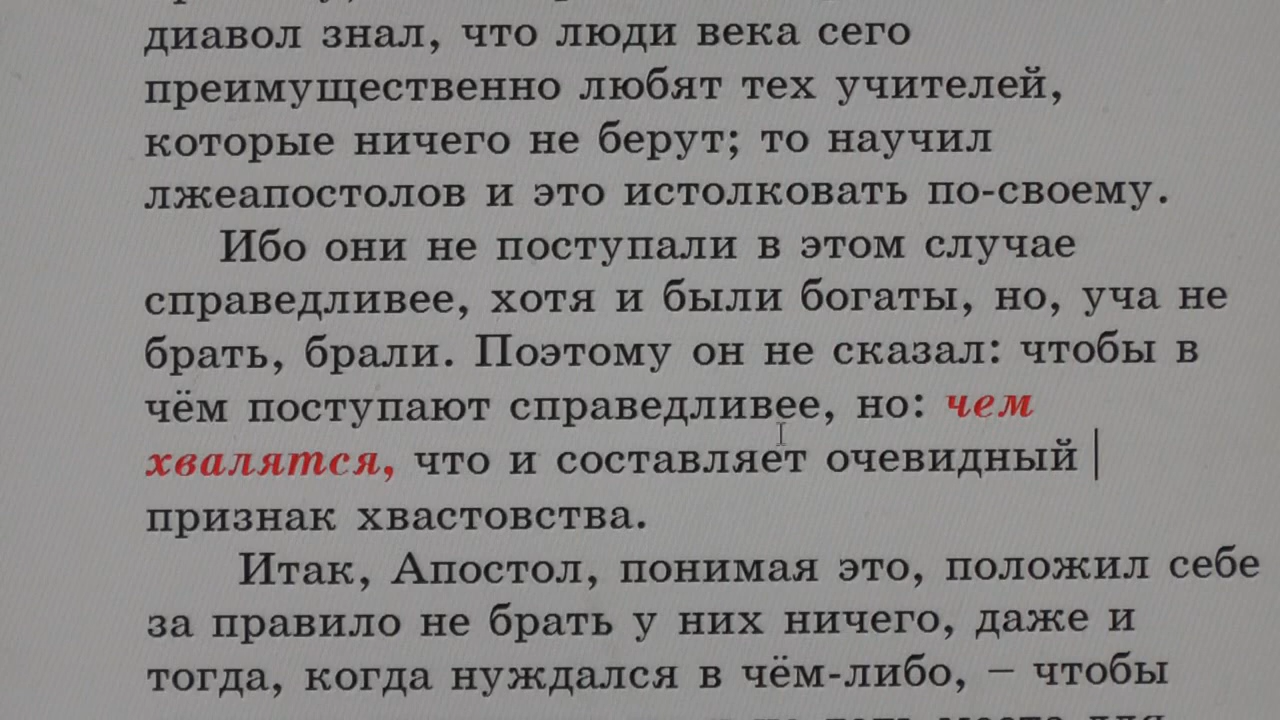 диавол знал, что люди века сего
преимущественно любят тех учителей,
которые ничего не берут; то научил
лжеапостолов и это истолковать по-своему.
Ибо они не поступали в этом случае
справедливее, хотя и были богаты, но, уча не
брать, брали. Поэтому он не сказал: чтобы в
чём поступают справедливее, но: чем
хвалятся, что и составляет очевидный
признак хвастовства.
Итак, Апостол, понимая это, положил себе
за правило не брать у них ничего, даже и
тогда, когда нуждался в чём-либо, – чтобы